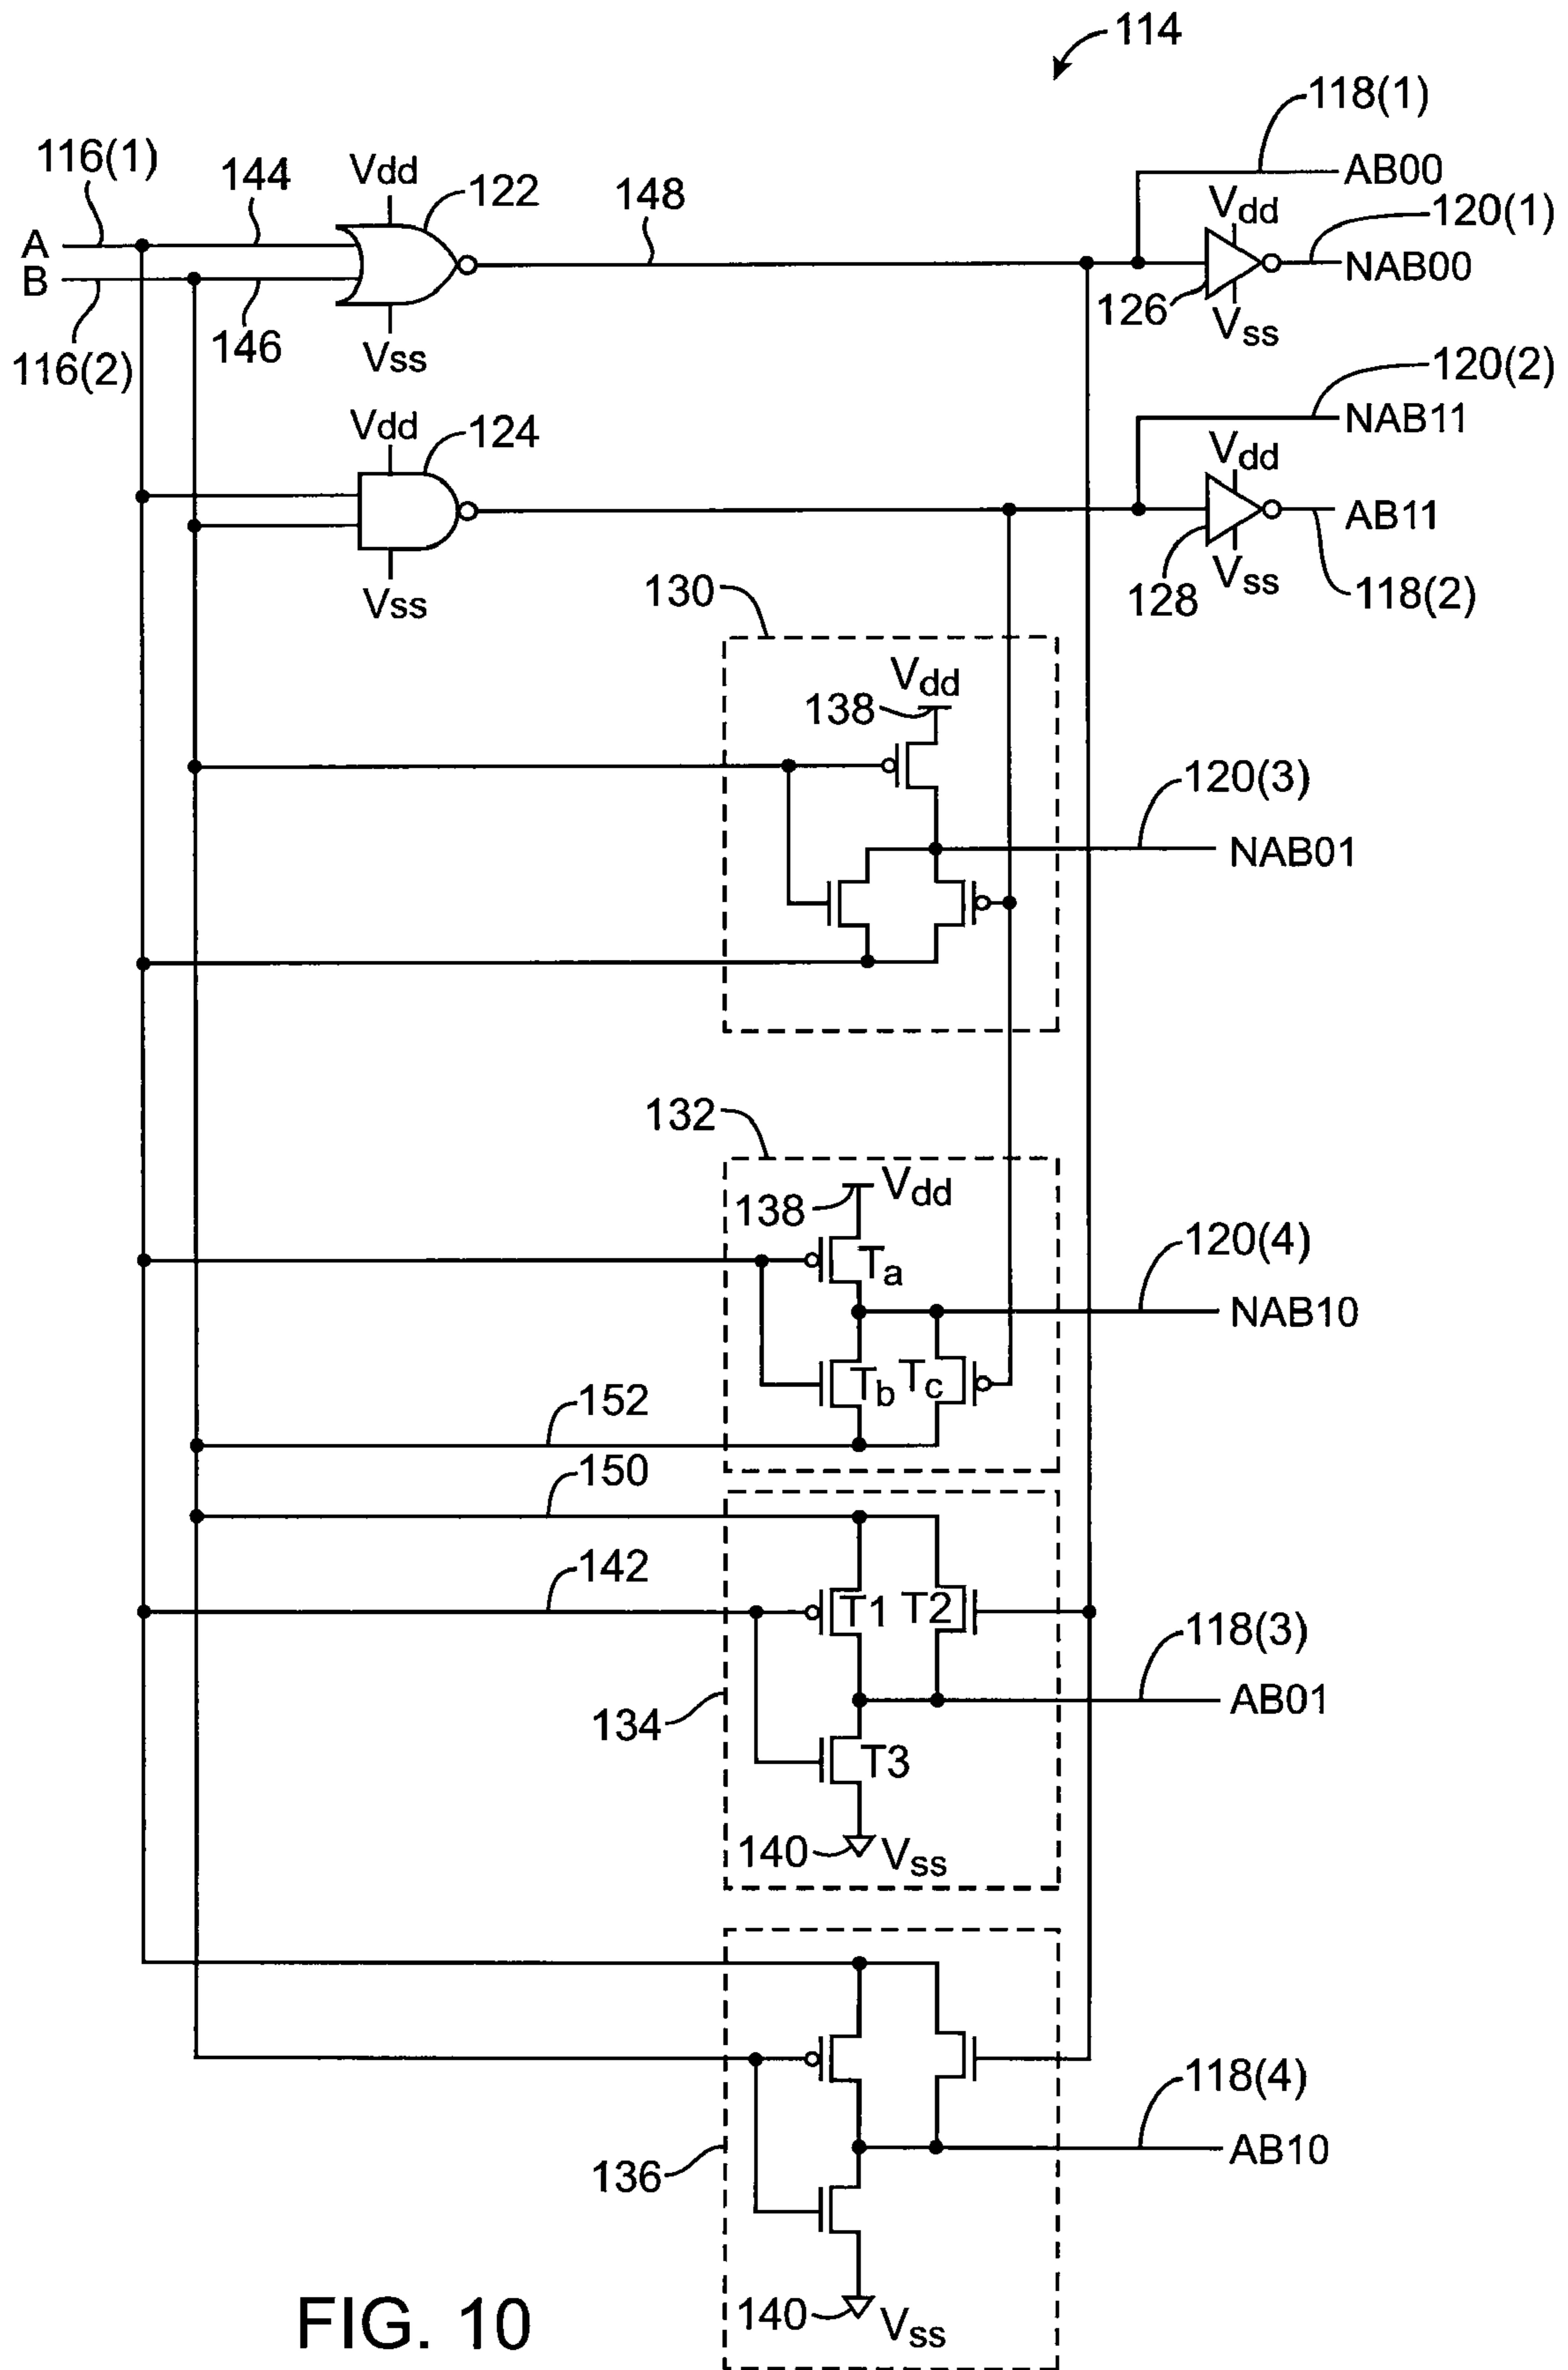 114
118(1)
116(1)
144
Vdd
122
148
AB00
Vdd
120(1)
A
B
NAB00
126
Vss
146
Vss
116(2)
120(2)
Vdd
124
NAB11
Vdd
AB11
Vss
128
Vss
118(2)
130
Vdd
138
120(3)
NAB01
132
Vdd
138
120(4)
Ta
NAB10
Tb
Tc
152
150
142
T1
T2
118(3)
AB01
134
T3
140
Vss
118(4)
AB10
136
140
Vss
FIG. 10